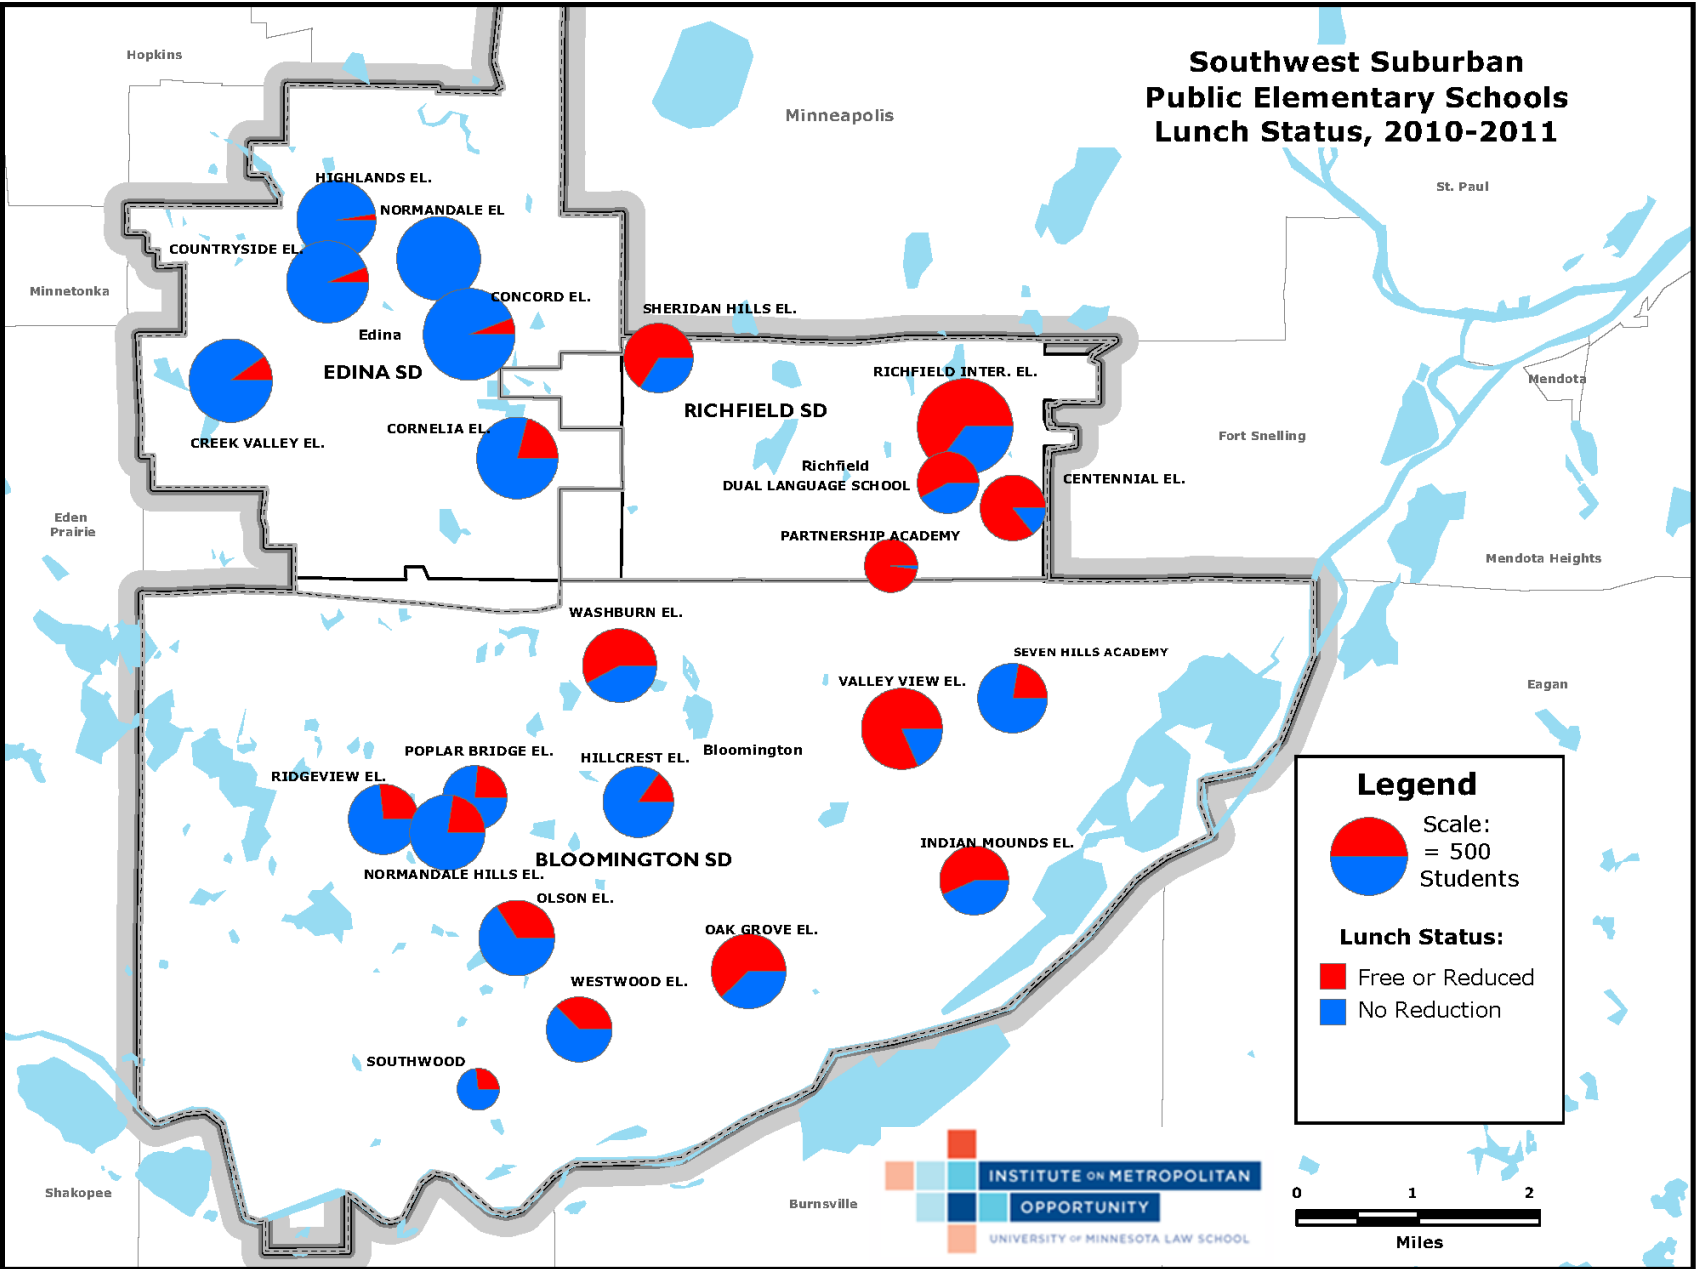 Southwest Suburban
Public Elementary Schools
Lunch Status, 2010-2011
Hopkins
Minneapolis
St. Paul
HIGHLANDS EL.
NORMANDALE EL
COUNTRYSIDE EL.
Minnetonka
CONCORD EL.
SHERIDAN HILLS EL.
Edina
EDINA SD
RICHFIELD INTER. EL.
Mendota
RICHFIELD SD
CORNELIA EL.
CREEK VALLEY EL.
Fort Snelling
Richfield
DUAL LANGUAGE SCHOOL
CENTENNIAL EL.
Eden
Prairie
PARTNERSHIP ACADEMY
Mendota Heights
WASHBURN EL.
SEVEN HILLS ACADEMY
VALLEY VIEW EL.
Eagan
POPLAR BRIDGE EL.
HILLCREST EL.
Bloomington
RIDGEVIEW EL.
INDIAN MOUNDS EL.
BLOOMINGTON SD
NORMANDALE HILLS EL.
OLSON EL.
OAK GROVE EL.
WESTWOOD EL.
SOUTHWOOD
Legend
Scale:
= 500
Students
Lunch Status:
Free or Reduced
No Reduction
Shakopee
Burnsville
INSTITUTE ON METROPOLITAN
OPPORTUNITY
UNIVERSITY OF MINNESOTA LAW SCHOOL
0 1 2
Miles